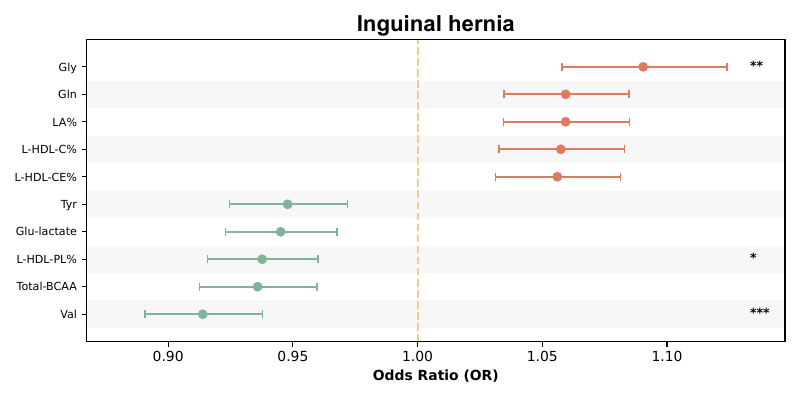 Inguinal hernia
Gly **
Gln
LA%
L-HDL-C%
L-HDL-CE%
Tyr
Glu-lactate
L-HDL-PL% *
Total-BCAA
Val ***
0.90 0.95 1.00 1.05 1.10
Odds Ratio (OR)